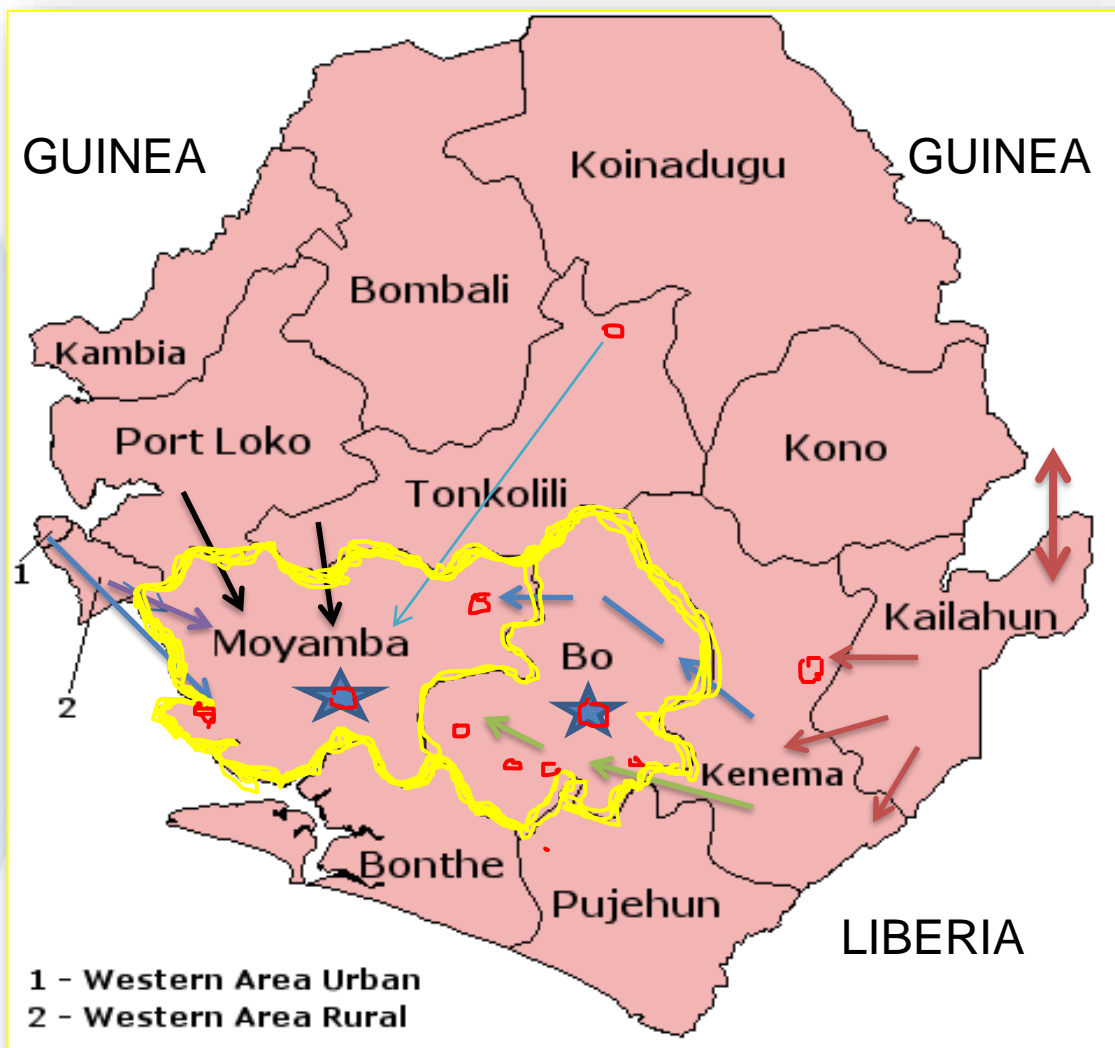 GUINEA
Koinadugu
GUINEA
Bombali
Kambia
Port Loko
Kono
Tonkolili
1
Kailahun
Moyamba
Bo
2
Kenema
Bonthe
Pujehun
LIBERIA
1 - Western Area Urban
2 - Western Area Rural